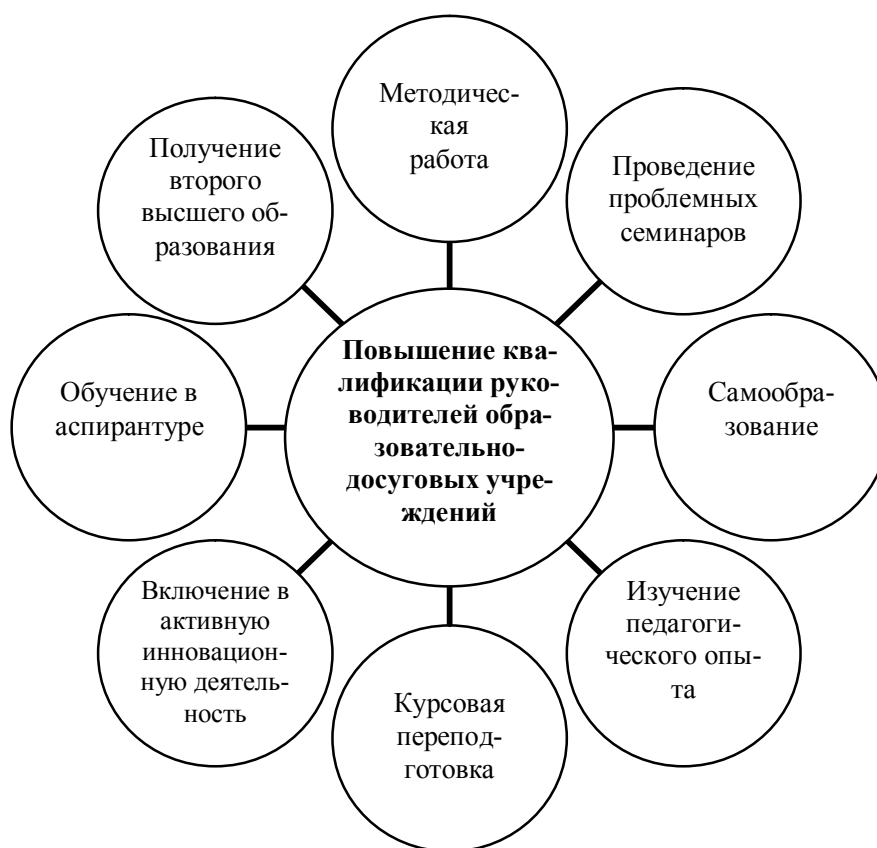 Методичес-
кая
работа
Проведение
проблемных
семинаров
Самообра-
зование
Изучение
педагоги-
ческого опы-
та
Курсовая
переподг-
готовка
Включение в
активную
инновацион-
ную деятель-
ность
Обучение в
аспирантуре
Получение
второго
высшего об-
разования
Повышение ква-
лификации руко-
водителей обра-
зовательно-
досуговых учре-
ждений